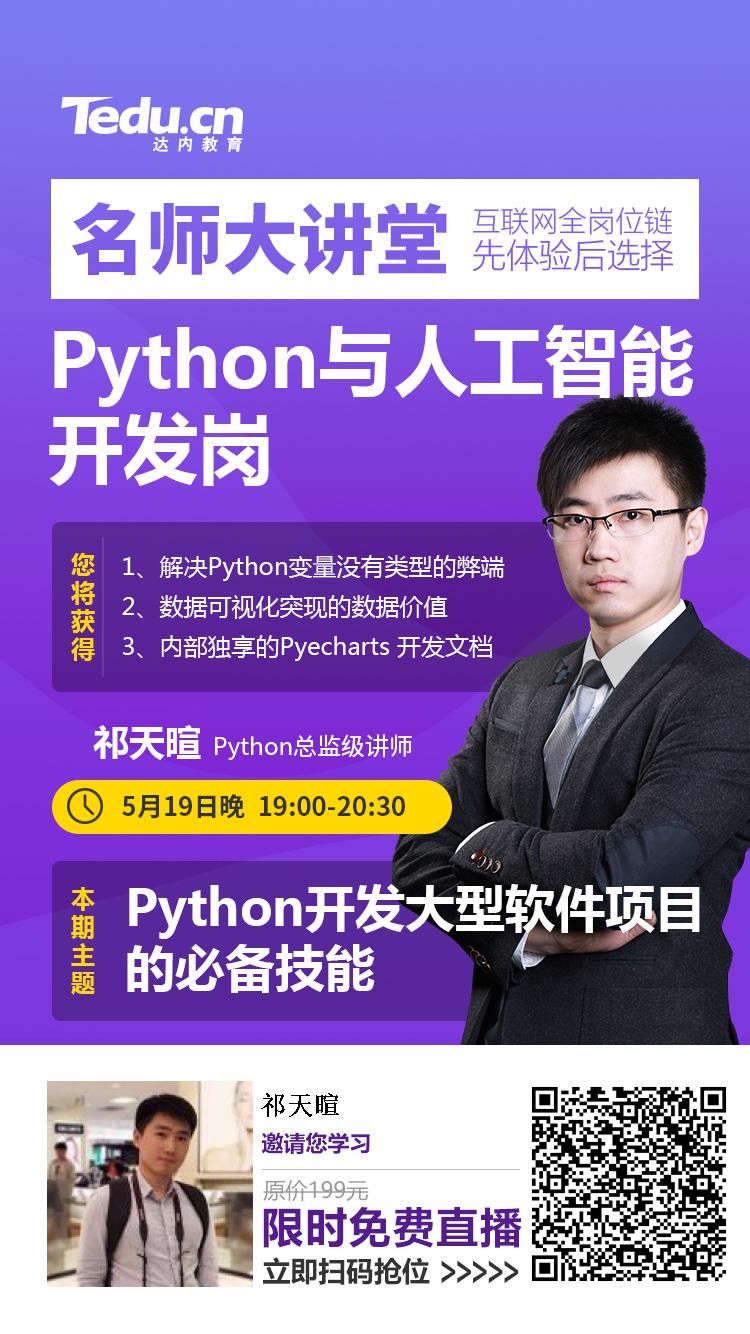 Tedu.cn
达内教育
名师大讲堂
互联网全岗位链
先体验后选择
Python与人工智能
开发岗
您将获得
1、解决Python变量没有类型的弊端
2、数据可视化突现的数据价值
3、内部独享的Pyecharts 开发文档
祁天暄 Python总监级讲师
5月19日晚 19:00-20:30
本期主题
Python开发大型软件项目
的必备技能
祁天暄
邀请您学习
原价199元
限时免费直播
立即扫码抢位 >>>>>